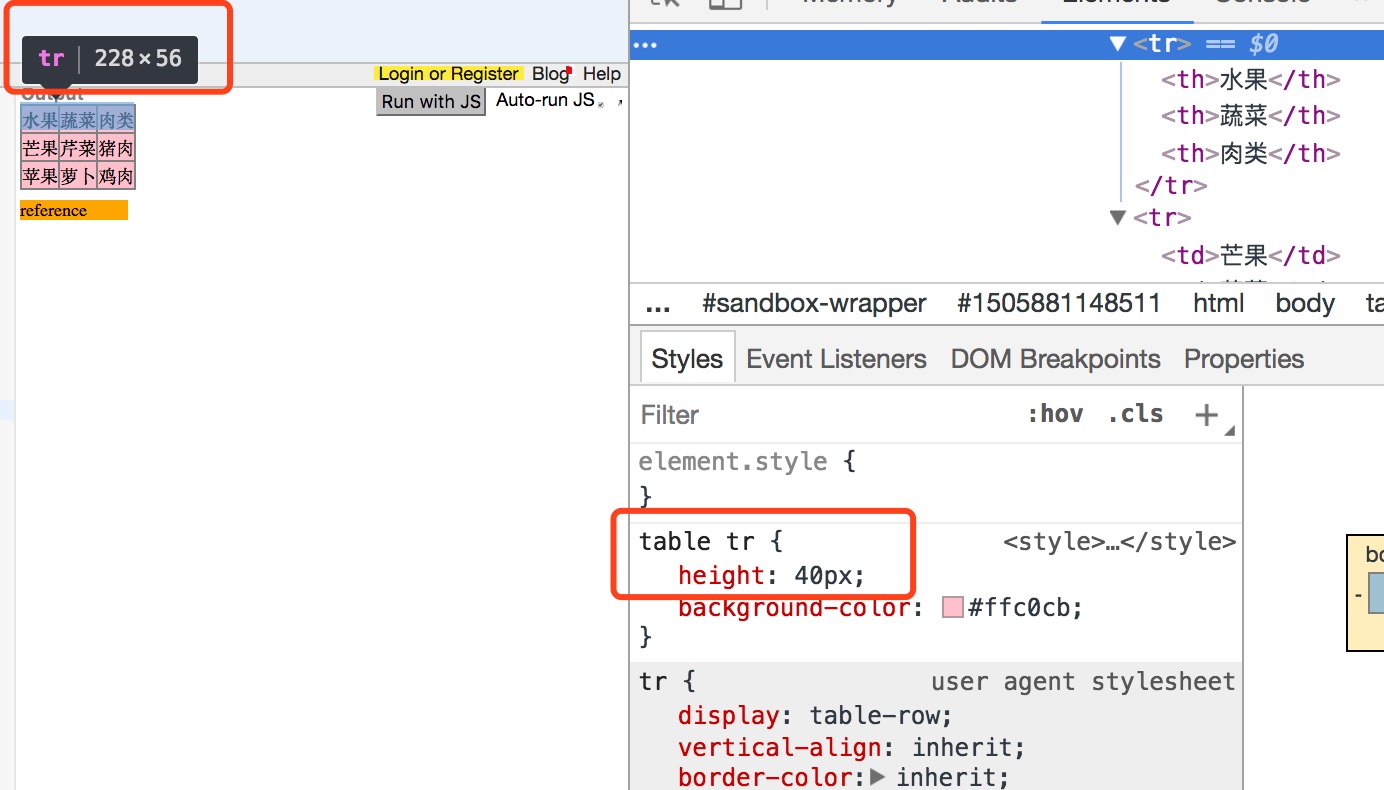 Memory Audits Elements Console
tr 228×56
Login or Register Blog Help
Output
Run with JS Auto-run JS
水果 蔬菜 肉类
芒果 芹菜 猪肉
苹果 萝卜 鸡肉
reference
… ▼<tr> == $0
<th>水果</th>
<th>蔬菜</th>
<th>肉类</th>
</tr>
▼<tr>
<td>芒果</td>
… #sandbox-wrapper #1505881148511 html body ta
Styles Event Listeners DOM Breakpoints Properties
Filter :hov .cls +
element.style {
}
table tr { <style>…</style>
height: 40px;
background-color: #ffc0cb;
}
tr { user agent stylesheet
display: table-row;
vertical-align: inherit;
border-color:▶ inherit;
bo
-